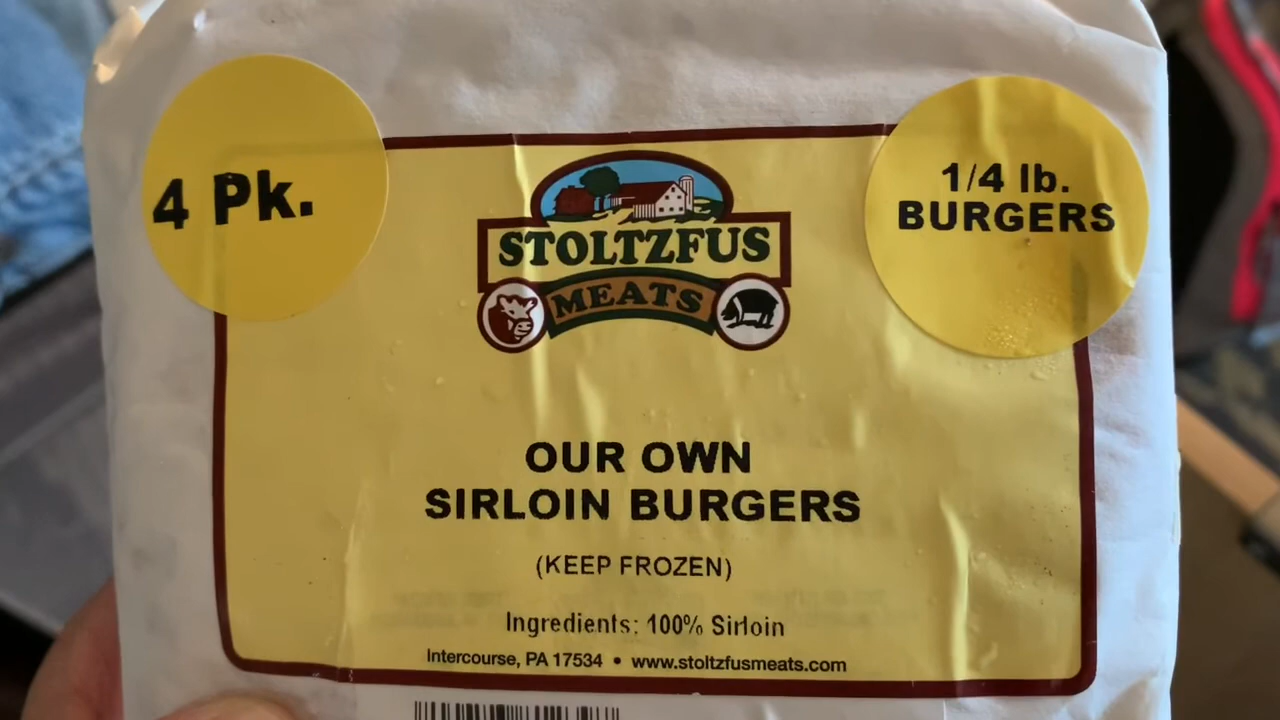 4 Pk.
1/4 lb.
BURGERS
STOLTZFUS
MEATS
OUR OWN
SIRLOIN BURGERS
(KEEP FROZEN)
Ingredients: 100% Sirloin
Intercourse, PA 17534 • www.stoltzfusmeats.com